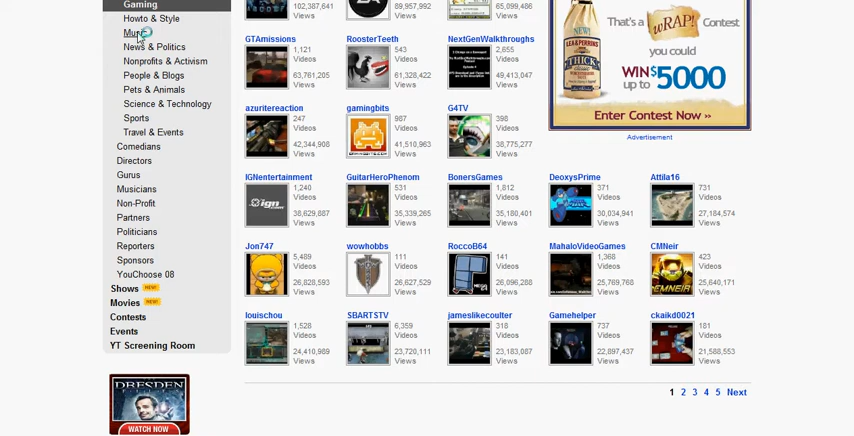 Gaming
Howto & Style
Music
News & Politics
Nonprofits & Activism
People & Blogs
Pets & Animals
Science & Technology
Sports
Travel & Events
Comedians
Directors
Gurus
Musicians
Non-Profit
Partners
Politicians
Reporters
Sponsors
YouChoose 08
Shows NEW!
Movies NEW!
Contests
Events
YT Screening Room
DRESDEN
FILES
WATCH NOW
102,387,641
Views
89,957,992
Views
65,099,486
Views
GTAmissions
1,121
Videos
63,781,205
Views
RoosterTeeth
543
Videos
61,328,422
Views
NextGenWalkthroughs
2,655
Videos
49,413,047
Views
azuritereaction
247
Videos
42,344,908
Views
gamingbits
987
Videos
41,510,963
Views
G4TV
398
Videos
38,775,277
Views
IGNentertainment
ign
1,240
Videos
38,629,887
Views
GuitarHeroPhenom
531
Videos
35,339,265
Views
BonersGames
1,812
Videos
35,180,401
Views
DeoxysPrime
371
Videos
30,034,941
Views
Attila16
731
Videos
27,184,574
Views
Jon747
5,489
Videos
26,828,593
Views
wowhobbs
111
Videos
26,627,529
Views
RoccoB64
141
Videos
26,096,288
Views
MahaloVideoGames
1,368
Videos
25,769,768
Views
CMNeir
423
Videos
25,640,171
Views
louischou
1,528
Videos
24,410,989
Views
SBARTSTV
6,359
Videos
23,720,111
Views
jameslikecoulter
318
Videos
23,183,087
Views
Gamehelper
737
Videos
22,897,437
Views
ckaikd0021
181
Videos
21,588,553
Views
1 2 3 4 5 Next
LEA & PERRINS
THICK
That's a wRAP! Contest
you could
WIN $5000
up to
Enter Contest Now >>
Advertisement